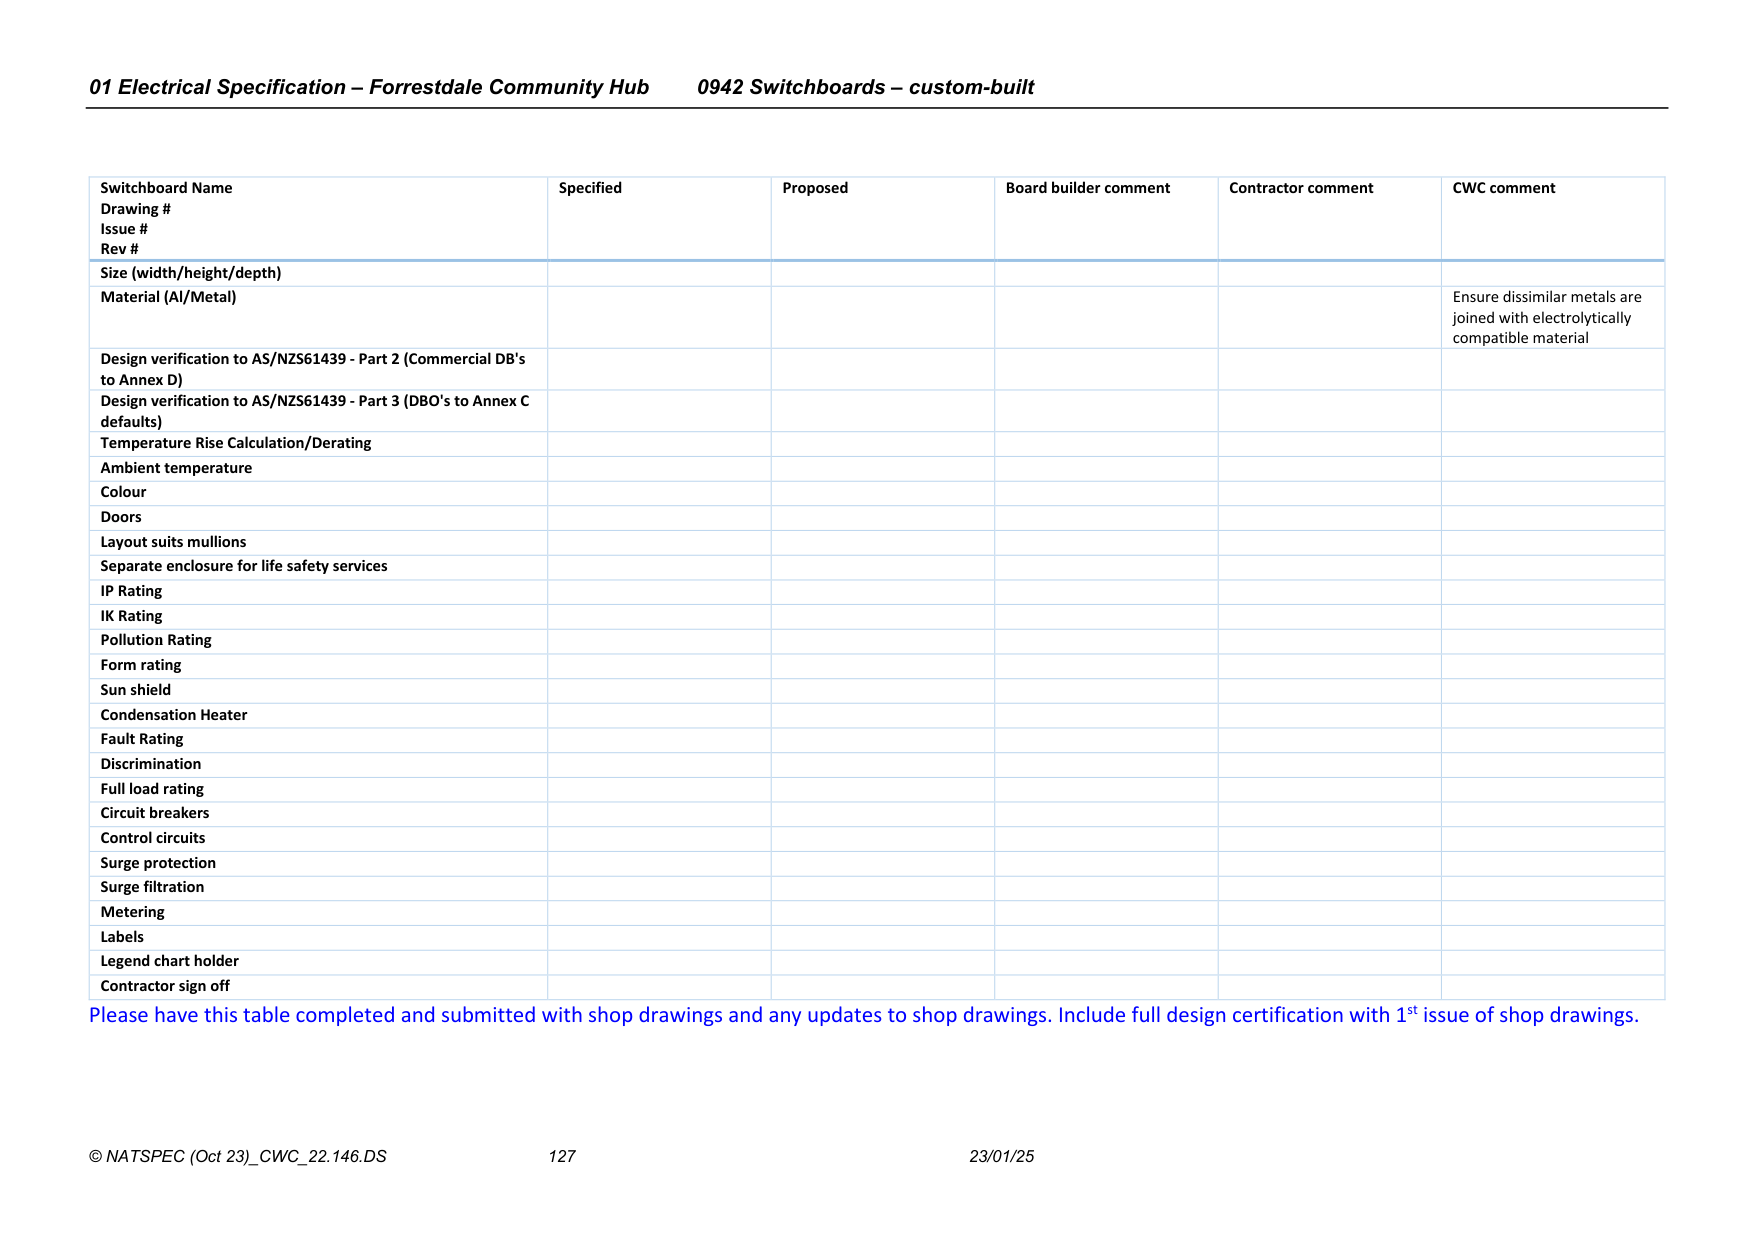 01 Electrical Specification – Forrestdale Community Hub 0942 Switchboards – custom-built
Switchboard Name Specified Proposed Board builder comment Contractor comment CWC comment
Drawing #
Issue #
Rev #
Size (width/height/depth)
Material (Al/Metal) Ensure dissimilar metals are
joined with electrolytically
compatible material
Design verification to AS/NZS61439 - Part 2 (Commercial DB's
to Annex D)
Design verification to AS/NZS61439 - Part 3 (DBO's to Annex C
defaults)
Temperature Rise Calculation/Derating
Ambient temperature
Colour
Doors
Layout suits mullions
Separate enclosure for life safety services
IP Rating
IK Rating
Pollution Rating
Form rating
Sun shield
Condensation Heater
Fault Rating
Discrimination
Full load rating
Circuit breakers
Control circuits
Surge protection
Surge filtration
Metering
Labels
Legend chart holder
Contractor sign off
Please have this table completed and submitted with shop drawings and any updates to shop drawings. Include full design certification with 1st issue of shop drawings.
© NATSPEC (Oct 23)_CWC_22.146.DS 127 23/01/25